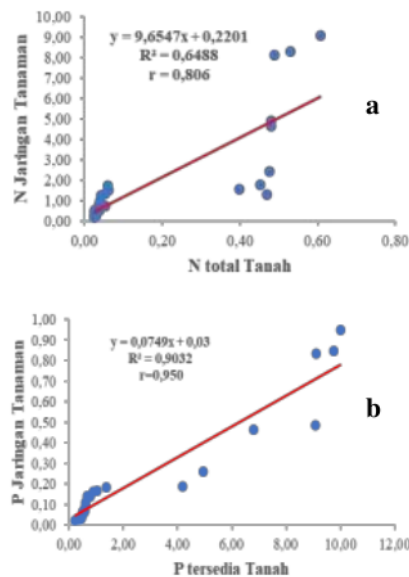 10,00
9,00
8,00
7,00
6,00
5,00
4,00
3,00
2,00
1,00
0,00
N Jaringan Tanaman
y = 9,6547x + 0,2201
R² = 0,6488
r = 0,806
a
0,00 0,20 0,40 0,60 0,80
N total Tanah
1,00
0,90
0,80
0,70
0,60
0,50
0,40
0,30
0,20
0,10
0,00
P Jaringan Tanaman
y = 0,0749x + 0,03
R² = 0,9032
r=0,950
b
0,00 2,00 4,00 6,00 8,00 10,00 12,00
P tersedia Tanah